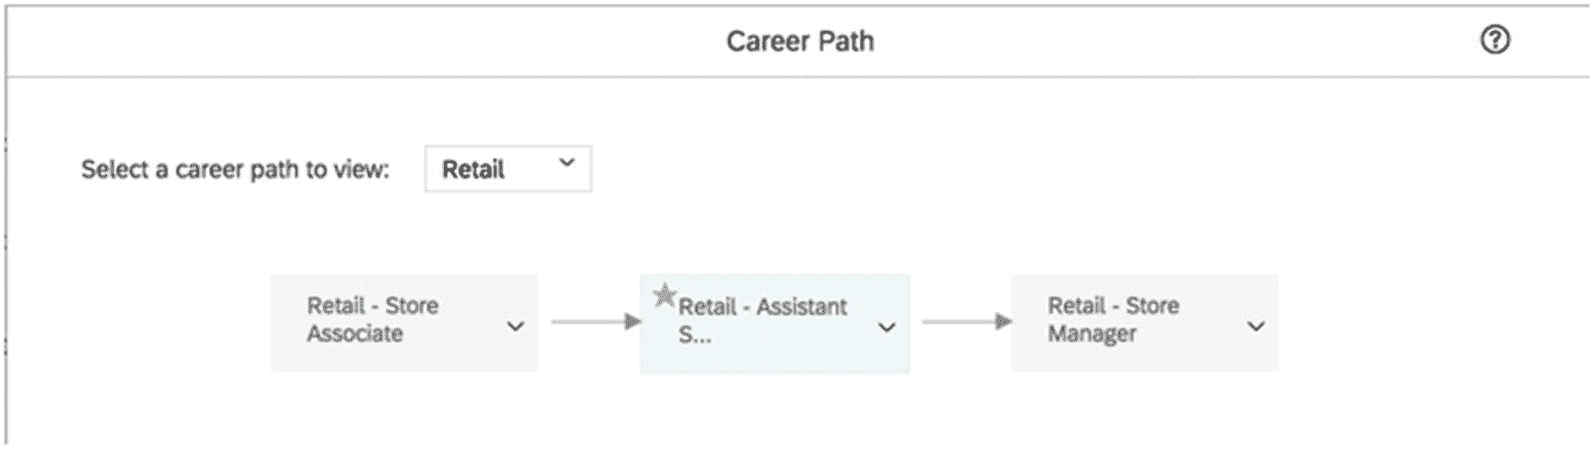 Career Path
?
Select a career path to view:
Retail
Retail - Store
Associate
Retail - Assistant
S...
Retail - Store
Manager